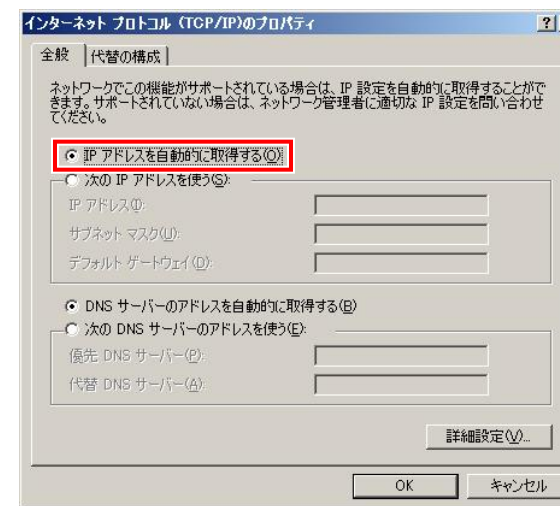 インターネット プロトコル (TCP/IP)のプロパティ
?
全般
代替の構成
ネットワークでこの機能がサポートされている場合は、IP 設定を自動的に取得することがで
きます。サポートされていない場合は、ネットワーク管理者に適切な IP 設定を問い合わせ
てください。
IP アドレスを自動的に取得する(O)
次の IP アドレスを使う(S):
IP アドレス(I):
サブネット マスク(U):
デフォルト ゲートウェイ(D):
DNS サーバーのアドレスを自動的に取得する(B)
次の DNS サーバーのアドレスを使う(E):
優先 DNS サーバー(P):
代替 DNS サーバー(A):
詳細設定(V)...
OK
キャンセル